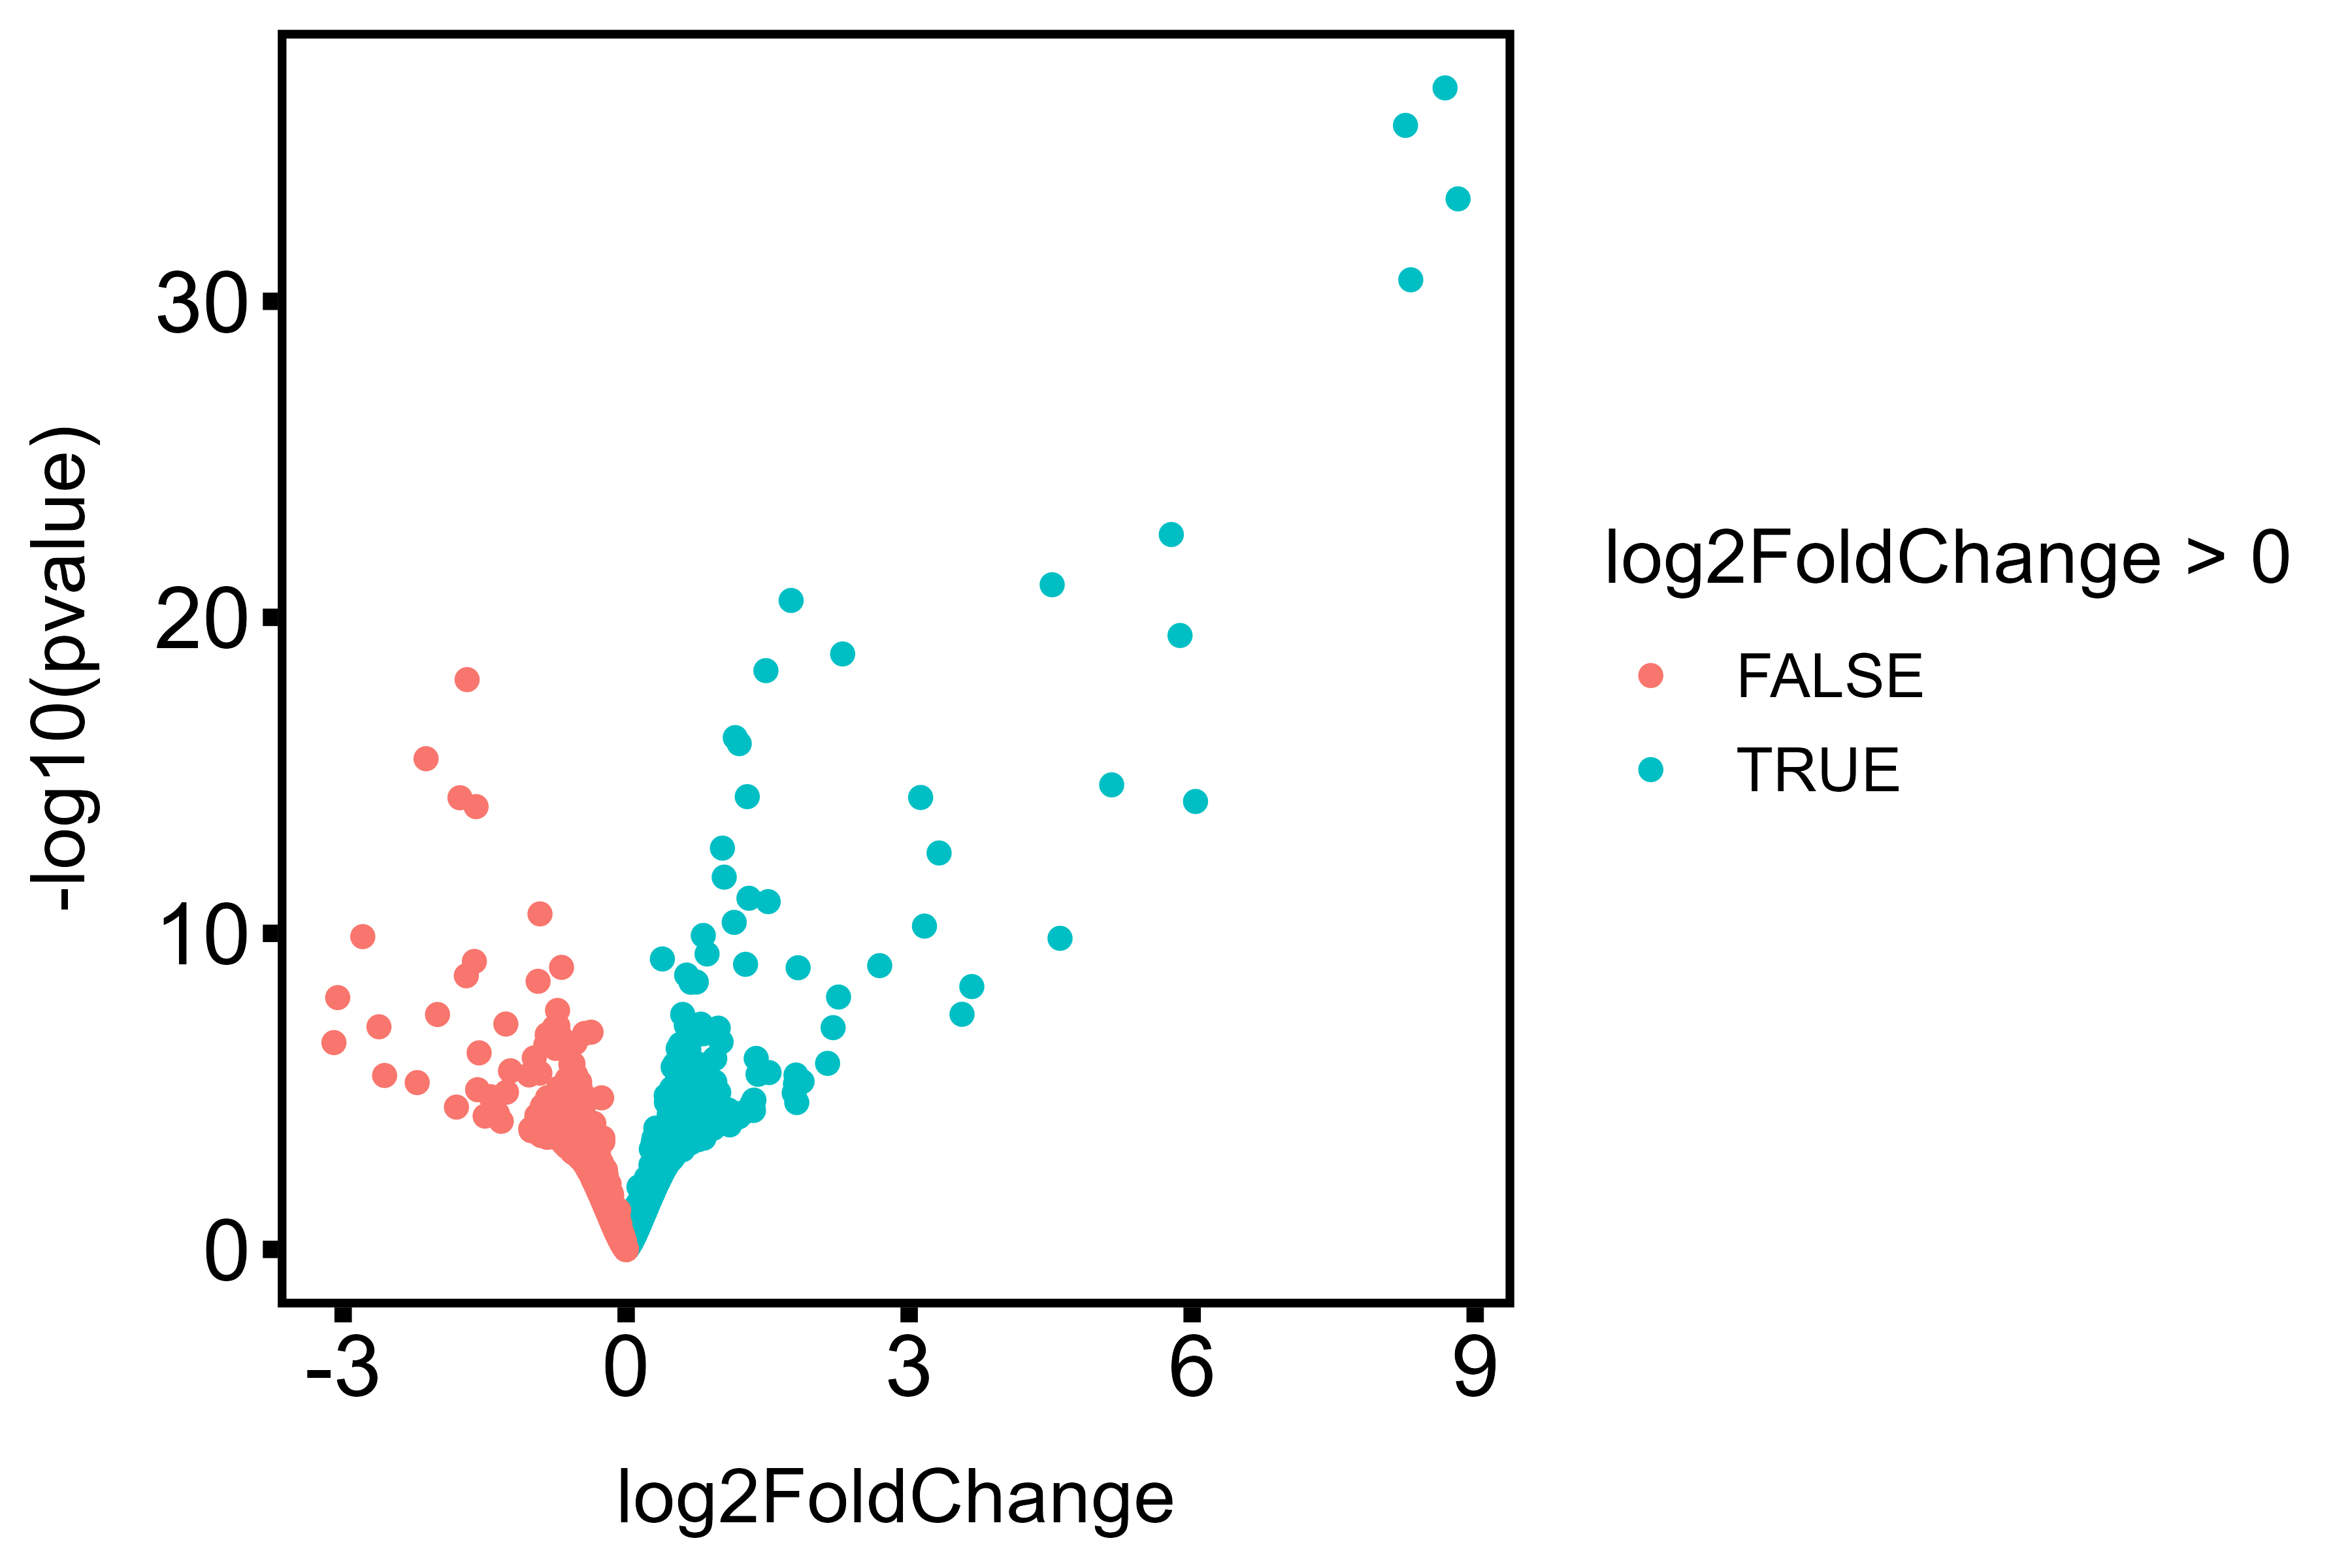 -log10(pvalue)
30
20
10
0
-3 0 3 6 9
log2FoldChange
log2FoldChange > 0
FALSE
TRUE